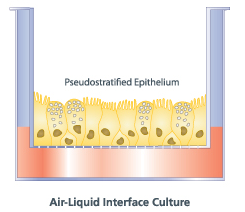 Pseudostratified Epithelium
Air-Liquid Interface Culture